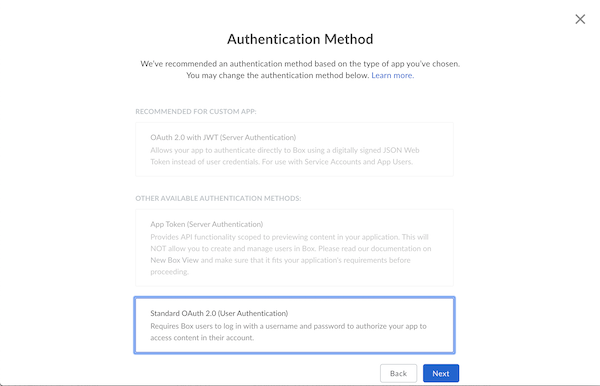 Authentication Method
We've recommended an authentication method based on the type of app you've chosen.
You may change the authentication method below. Learn more.
RECOMMENDED FOR CUSTOM APP:
OAuth 2.0 with JWT (Server Authentication)
Allows your app to authenticate directly to Box using a digitally signed JSON Web
Token instead of user credentials. For use with Service Accounts and App Users.
OTHER AVAILABLE AUTHENTICATION METHODS:
App Token (Server Authentication)
Provides API functionality scoped to previewing content in your application. This will
NOT allow you to create and manage users in Box. Please read our documentation on
New Box View and make sure that it fits your application's requirements before
proceeding.
Standard OAuth 2.0 (User Authentication)
Requires Box users to log in with a username and password to authorize your app to
access content in their account.
Back Next